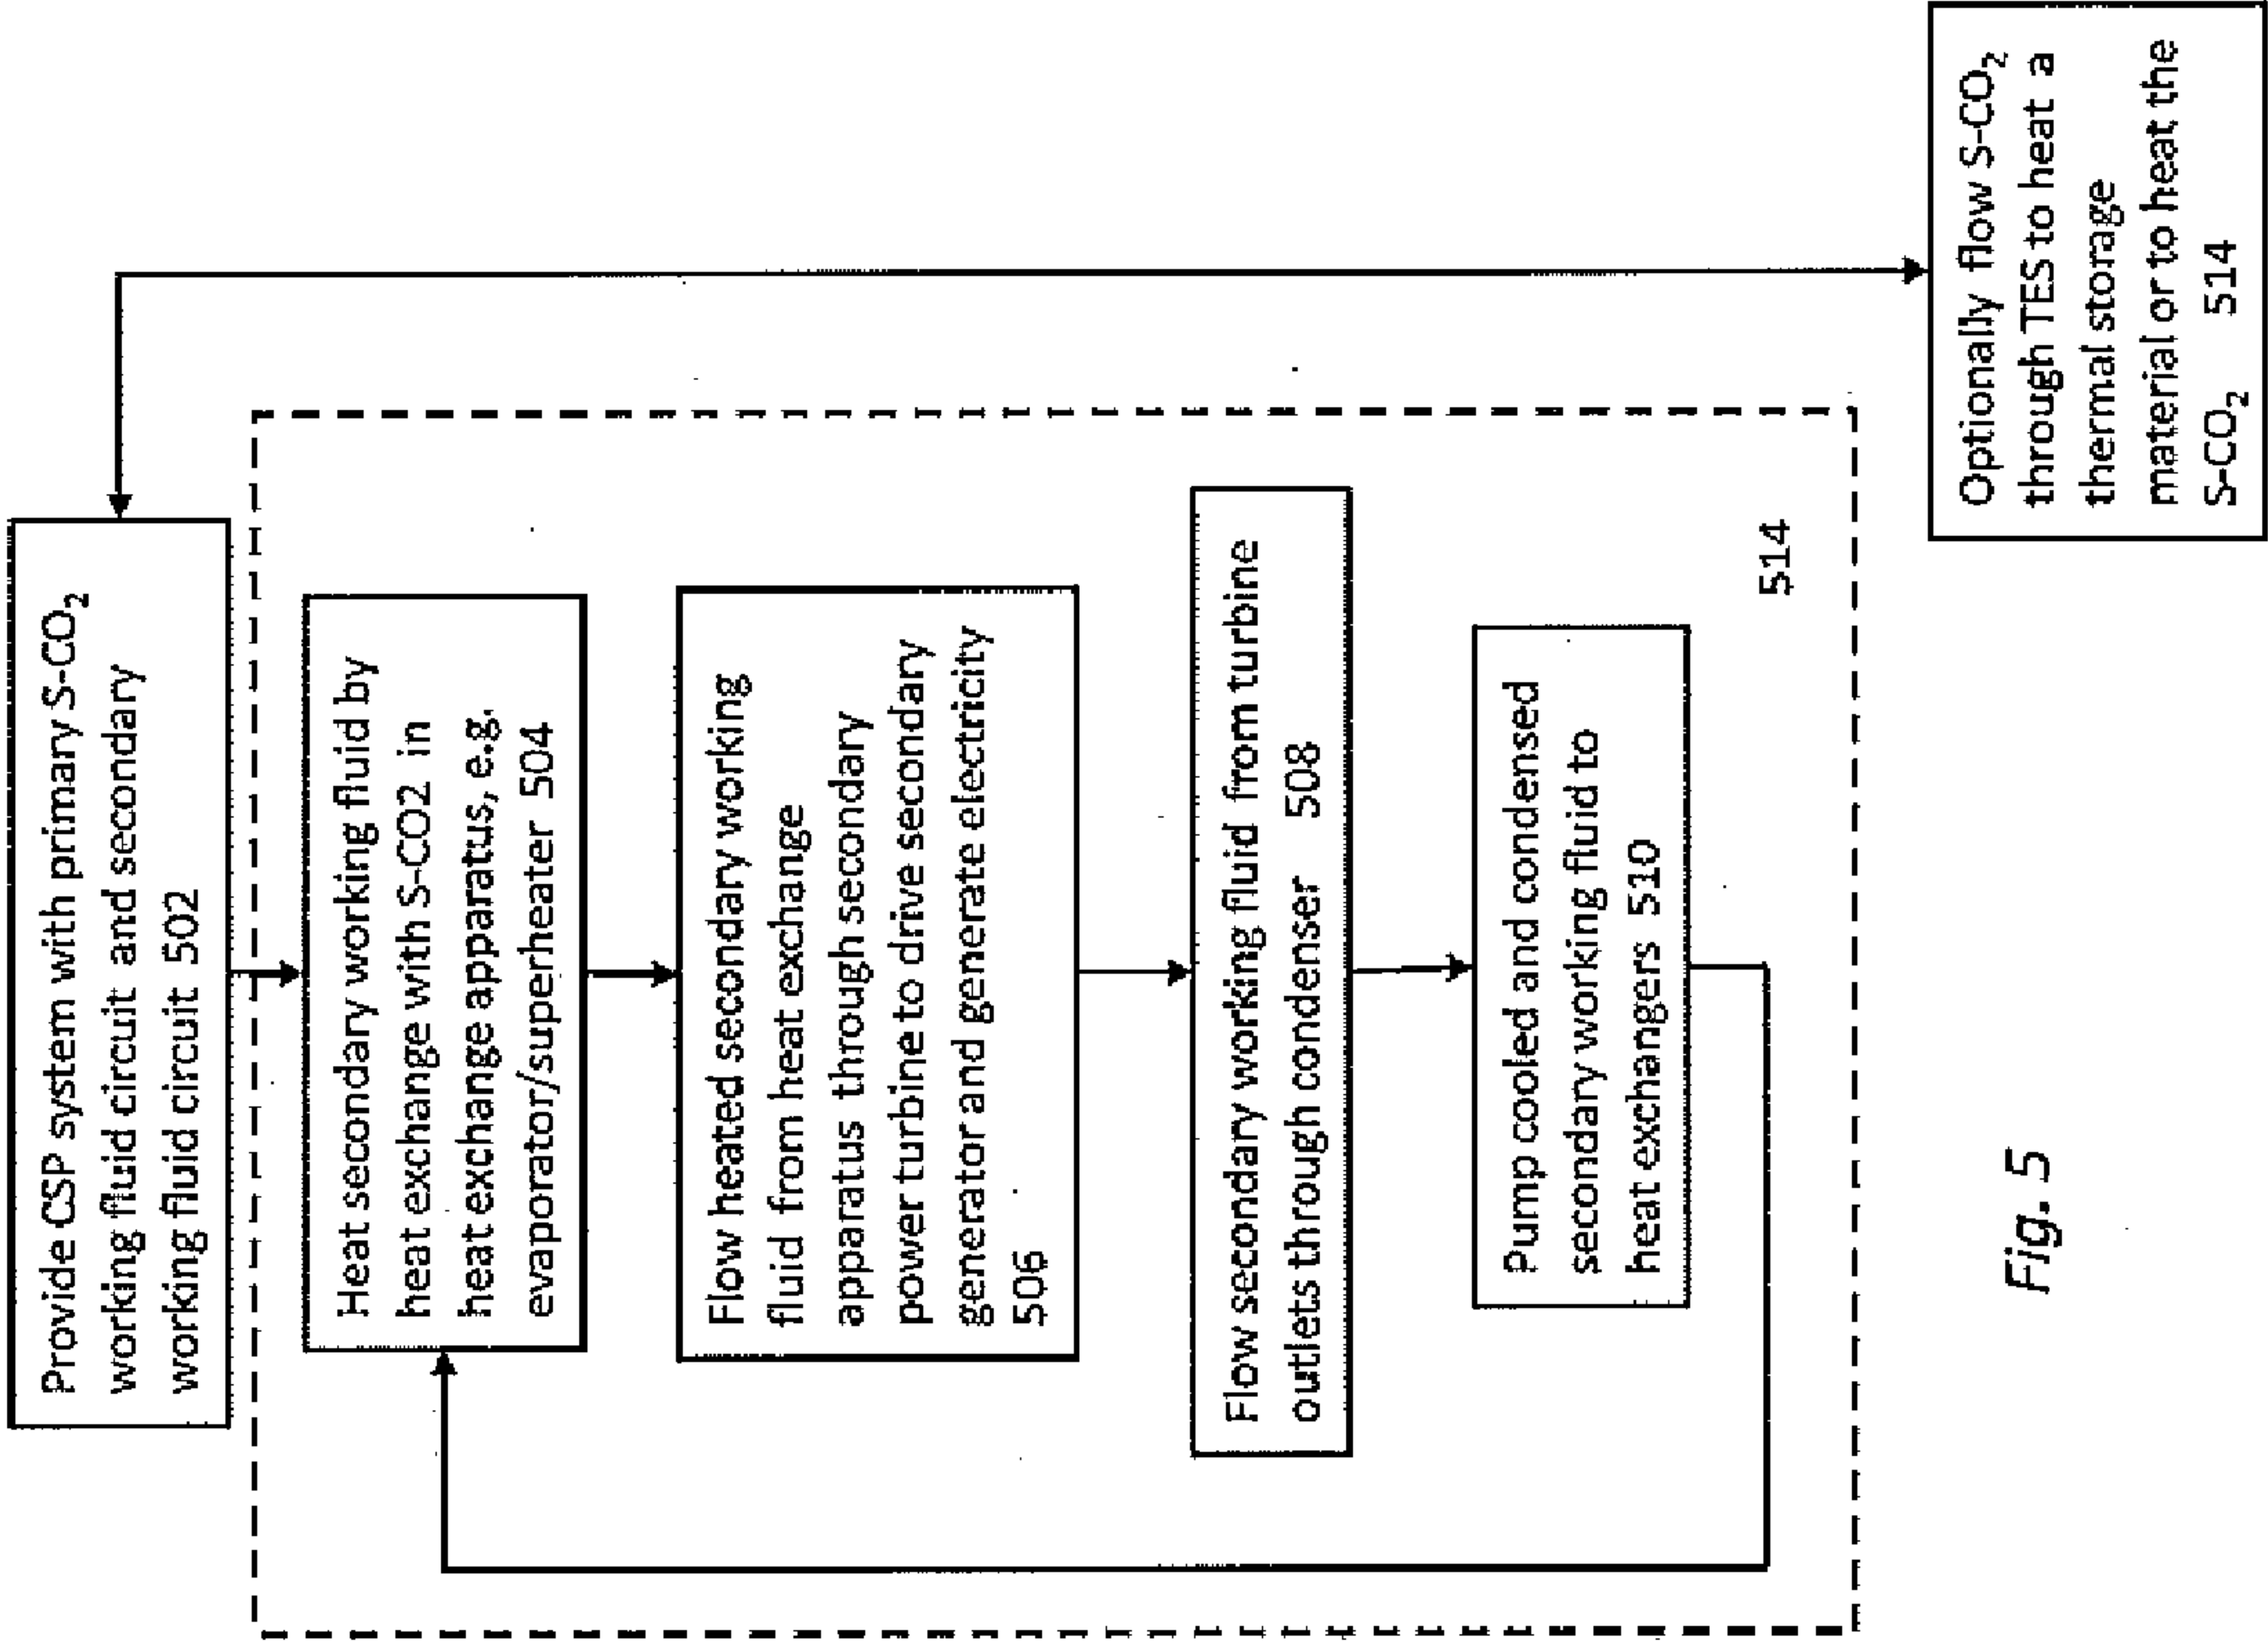 Provide CSP system with primary S-CO₂
working fluid circuit and secondary
working fluid circuit 502
Heat secondary working fluid by
heat exchange with S-CO2 in
heat exchange apparatus, e.g.
evaporator/superheater 504
Flow heated secondary working
fluid from heat exchange
apparatus through secondary
power turbine to drive secondary
generator and generate electricity
506
Flow secondary working fluid from turbine
outlets through condenser 508
Pump cooled and condensed
secondary working fluid to
heat exchangers 510
514
Optionally flow S-CO₂
through TES to heat a
thermal storage
material or to heat the
S-CO₂ 514
Fig. 5